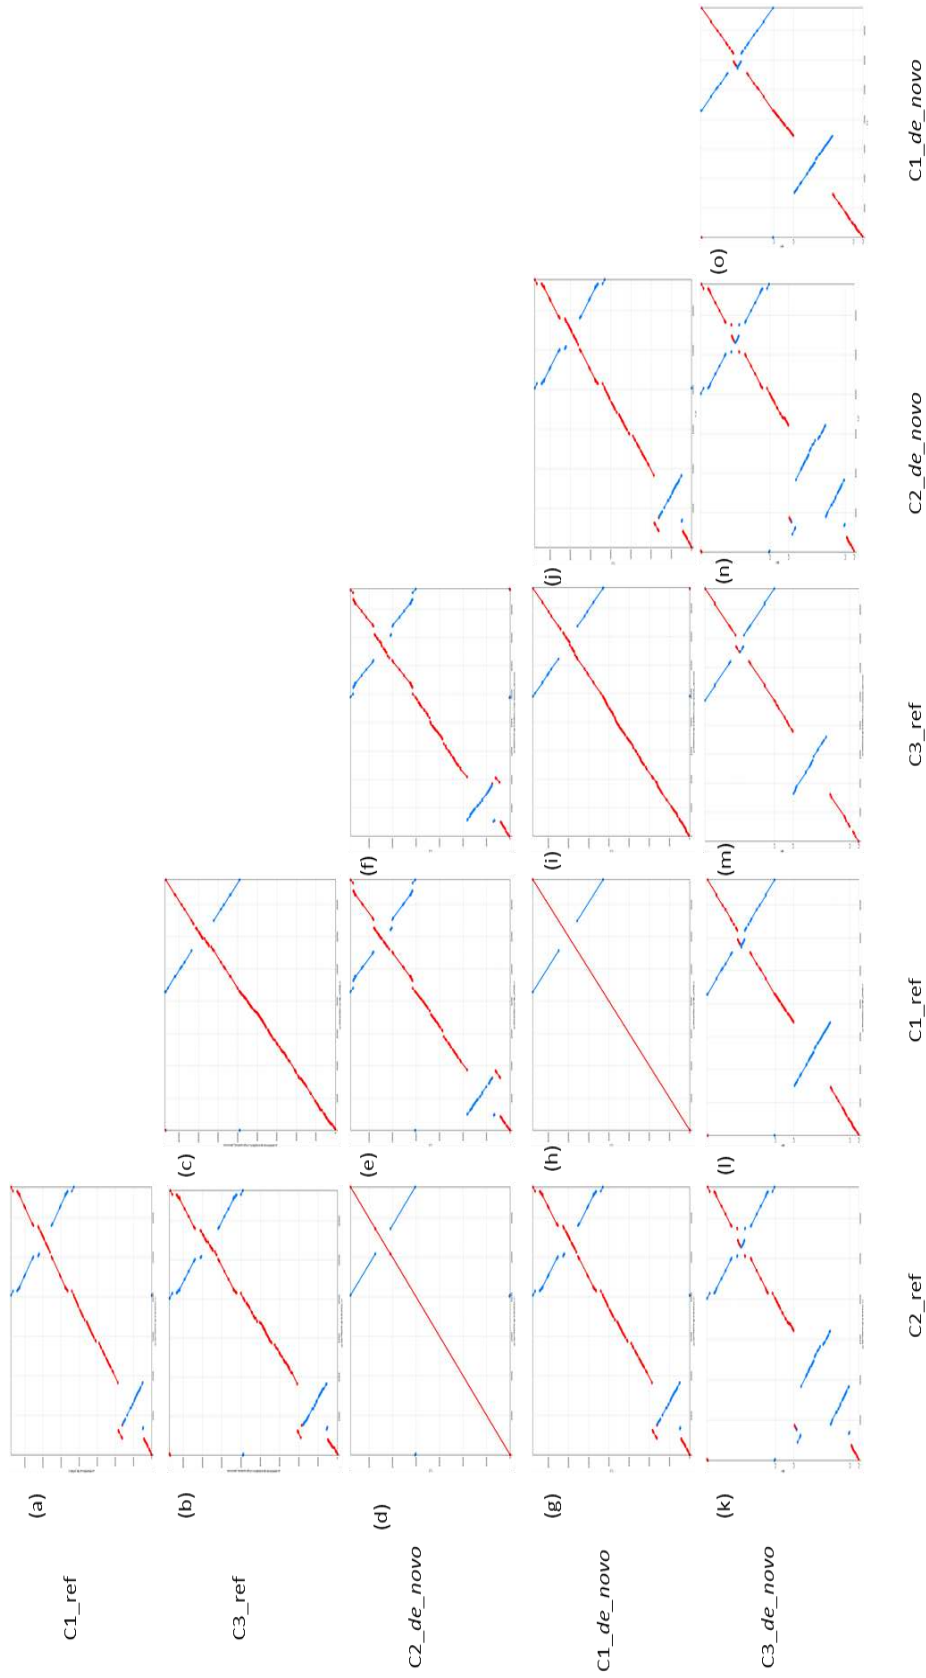 (a)
(b)
(c)
(d)
(e)
(f)
(g)
(h)
(i)
(j)
(k)
(l)
(m)
(n)
(o)
C1_ref
C3_ref
C2_de_novo
C1_de_novo
C3_de_novo
C2_ref
C1_ref
C3_ref
C2_de_novo
C1_de_novo